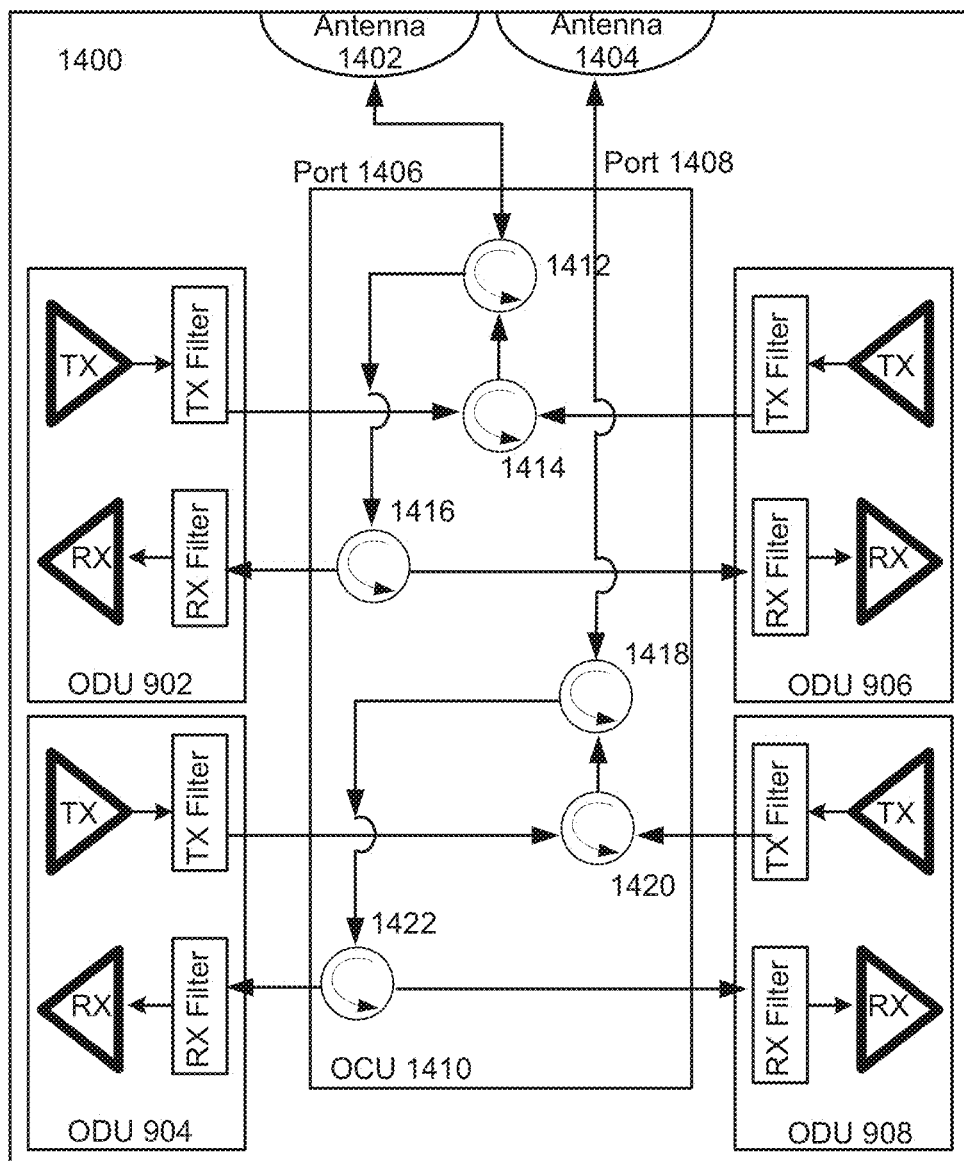 1400
Antenna
1402
Antenna
1404
Port 1406
Port 1408
1412
TX
TX Filter
TX Filter
TX
1414
1416
RX
RX Filter
RX Filter
RX
1418
ODU 902
ODU 906
TX
TX Filter
TX Filter
TX
1420
1422
RX
RX Filter
RX Filter
RX
OCU 1410
ODU 904
ODU 908